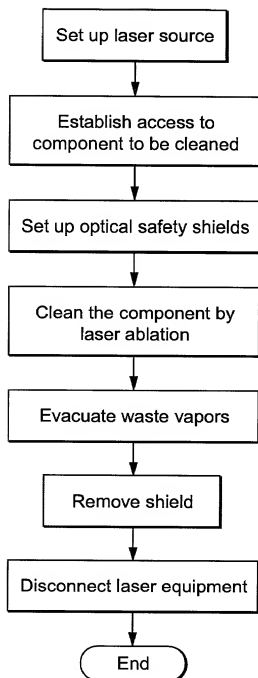 Set up laser source
Establish access to
component to be cleaned
Set up optical safety shields
Clean the component by
laser ablation
Evacuate waste vapors
Remove shield
Disconnect laser equipment
End